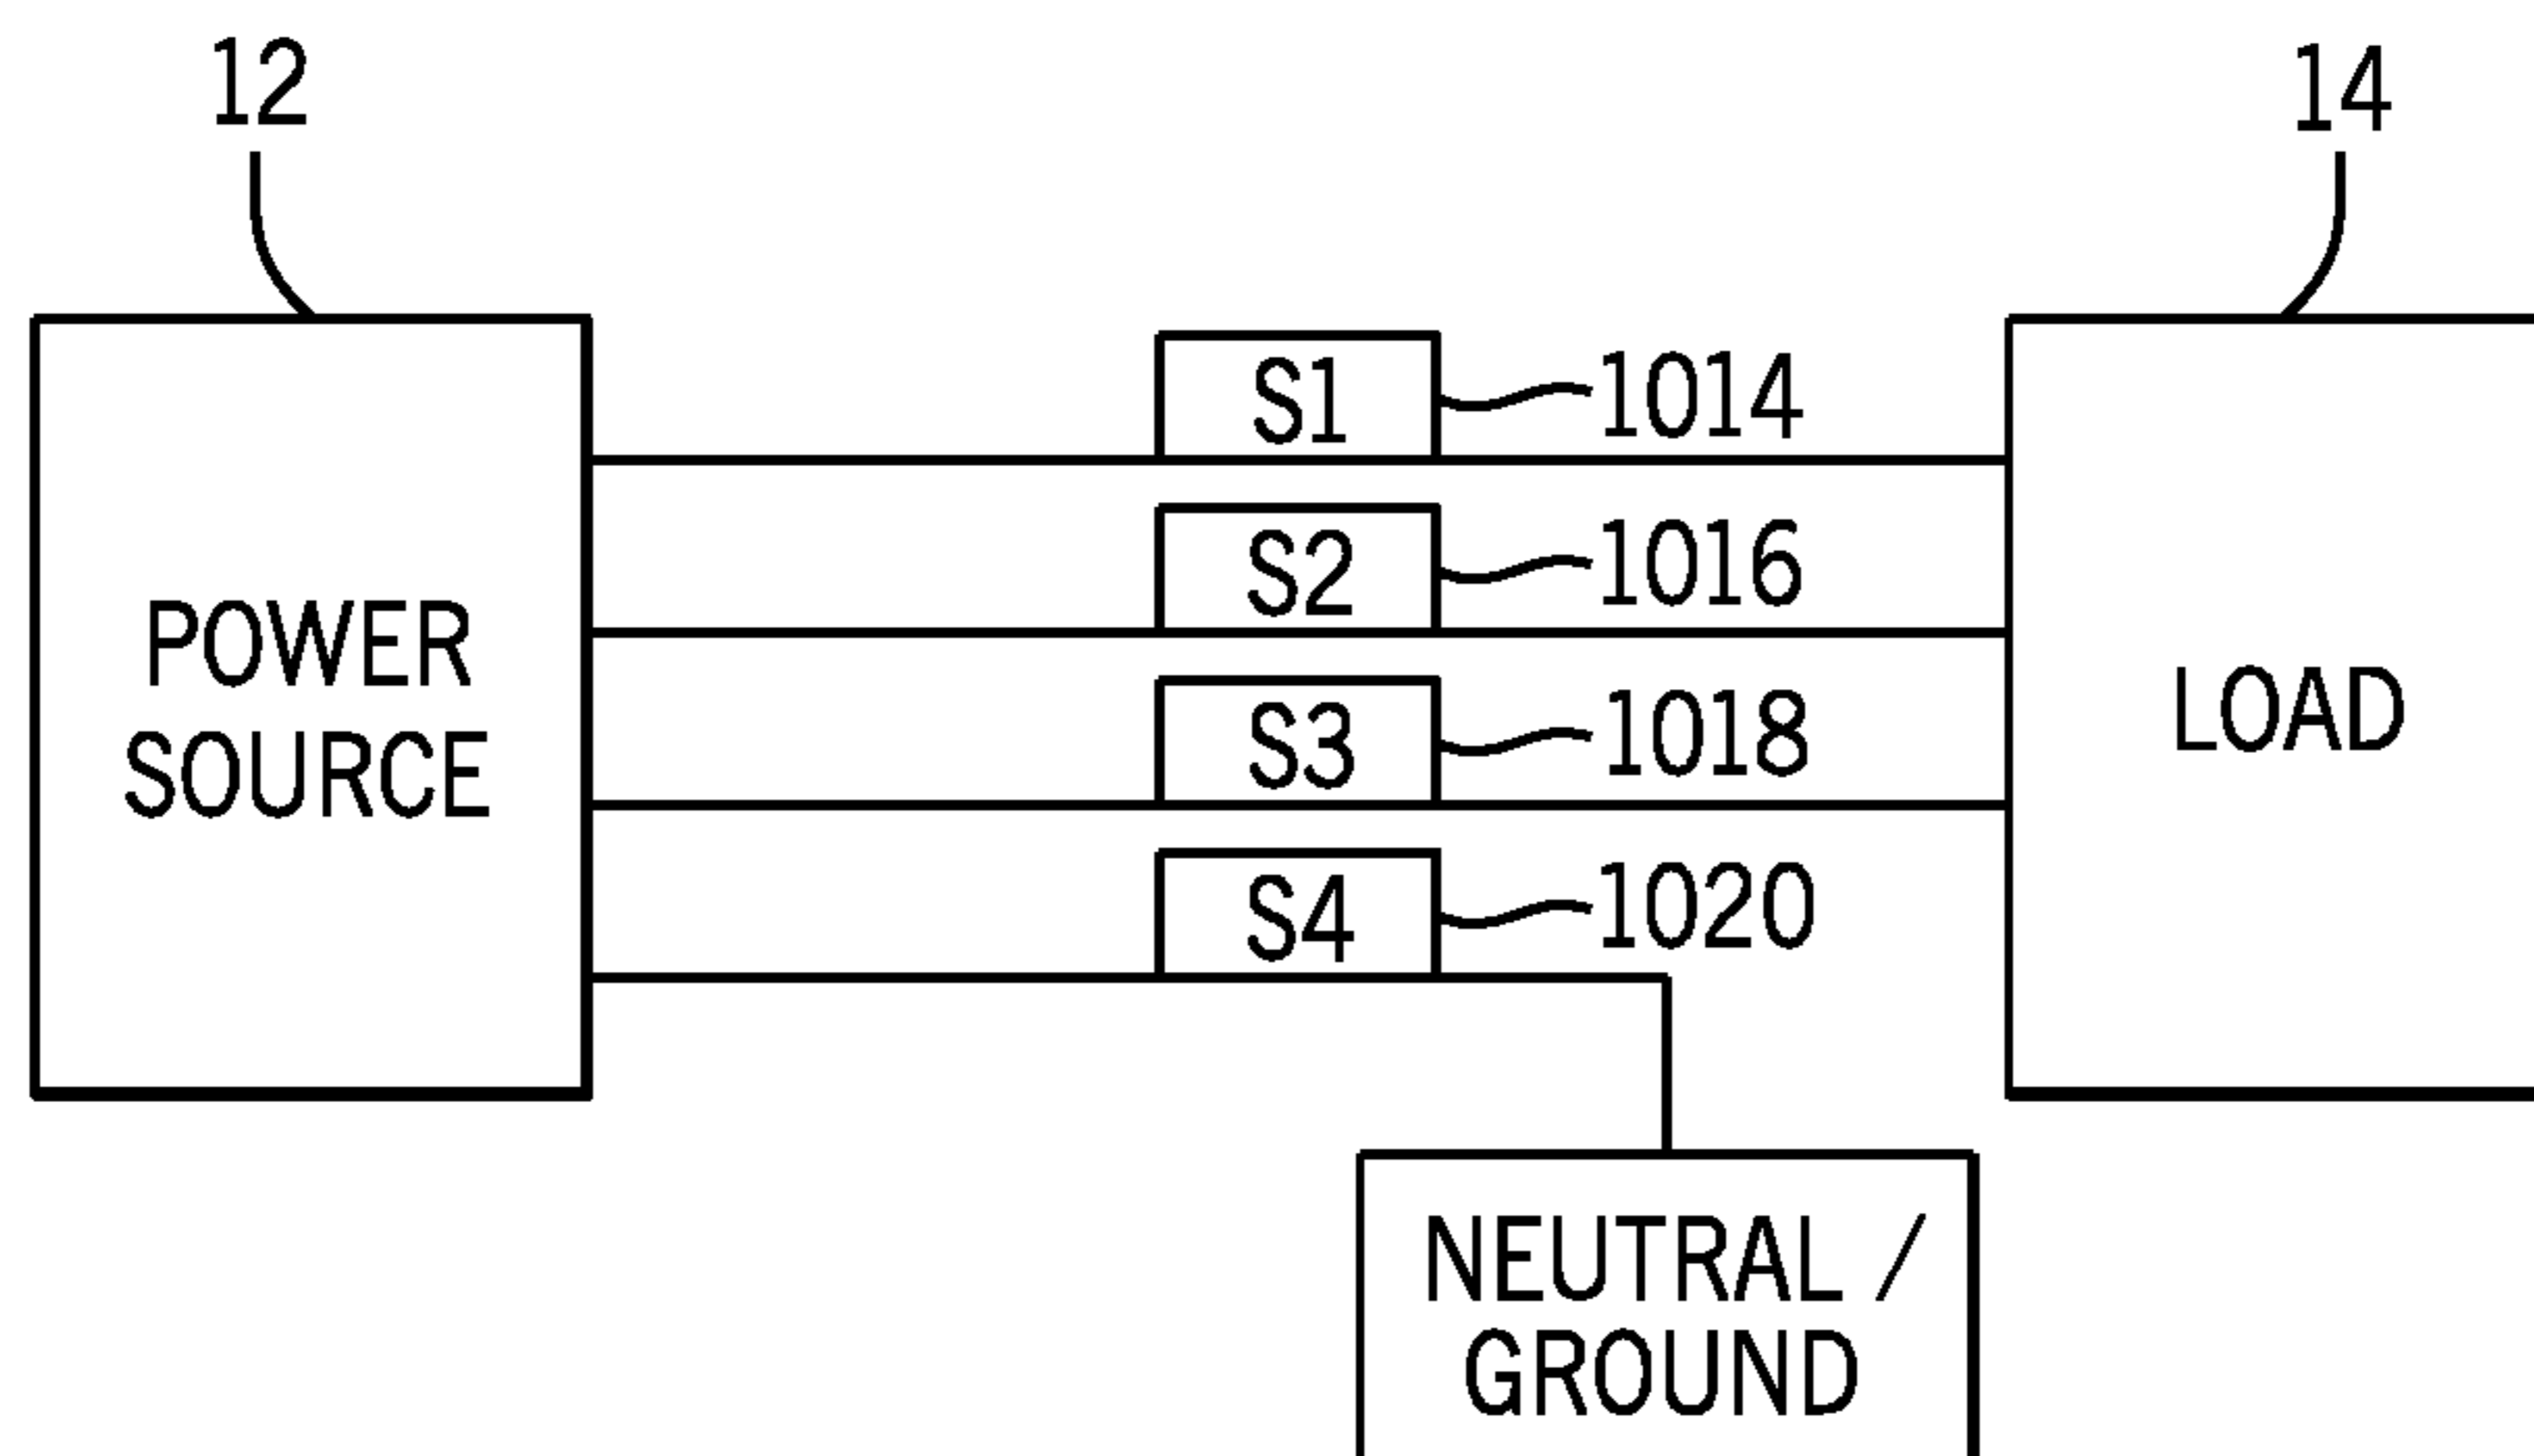 12
14
S1
1014
S2
1016
POWER
SOURCE
S3
1018
LOAD
S4
1020
NEUTRAL /
GROUND